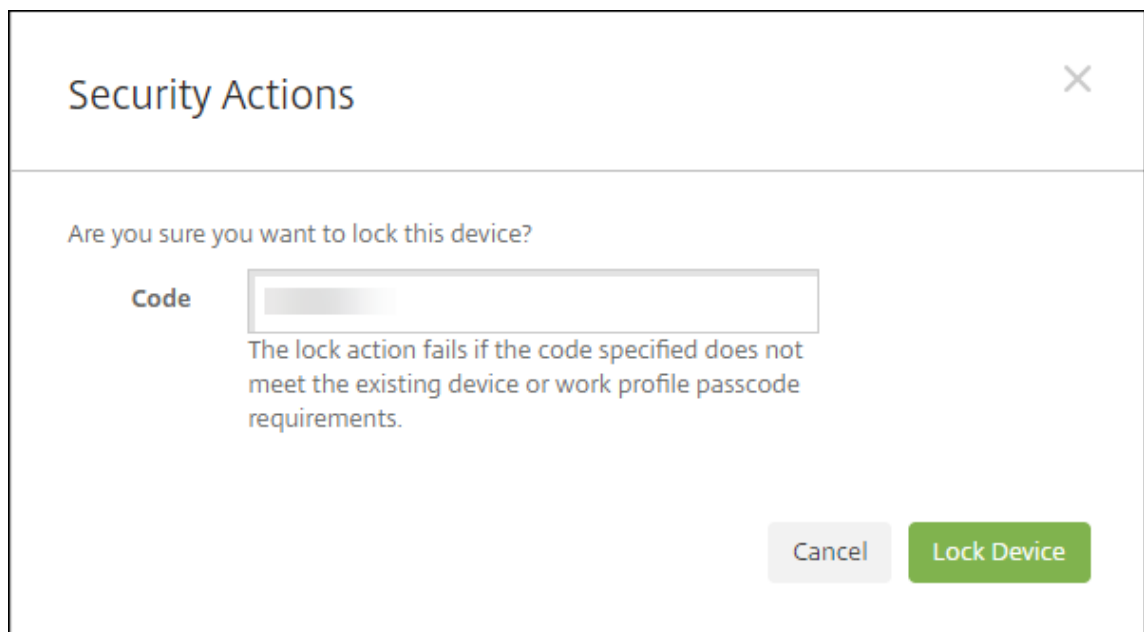 Security Actions
Are you sure you want to lock this device?
Code
The lock action fails if the code specified does not
meet the existing device or work profile passcode
requirements.
Cancel
Lock Device